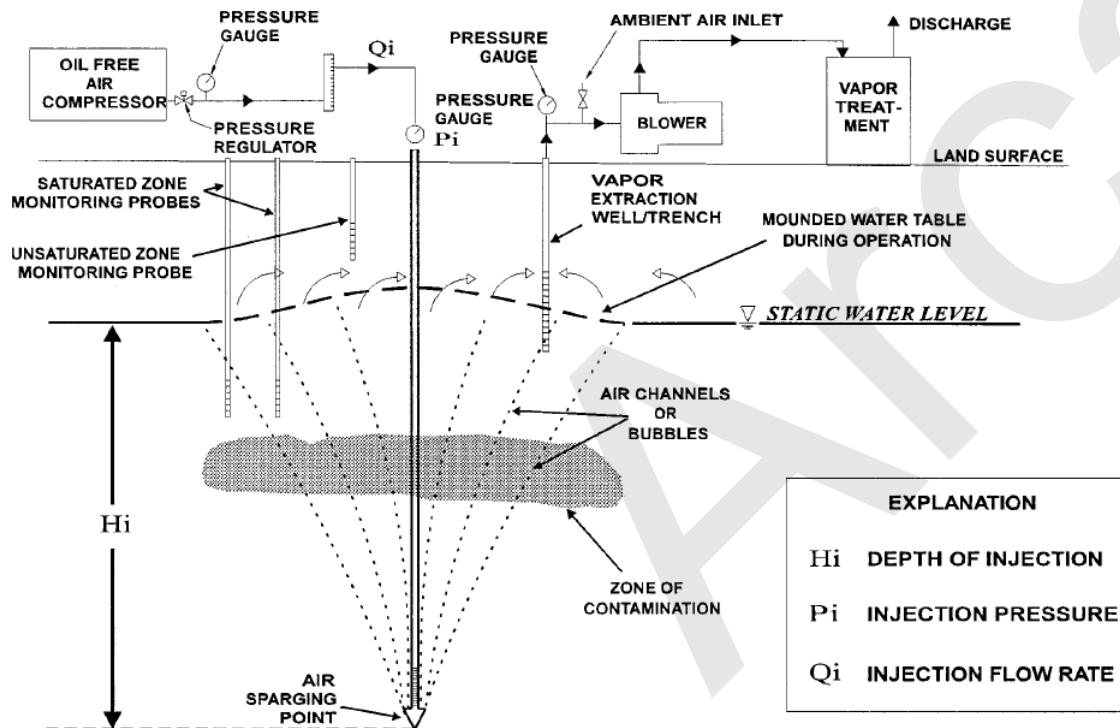 OIL FREE
AIR
COMPRESSOR
PRESSURE
GAUGE
PRESSURE
REGULATOR
Qi
PRESSURE
GAUGE
Pi
PRESSURE
GAUGE
AMBIENT AIR INLET
BLOWER
DISCHARGE
VAPOR
TREAT-
MENT
LAND SURFACE
SATURATED ZONE
MONITORING PROBES
UNSATURATED ZONE
MONITORING PROBE
VAPOR
EXTRACTION
WELL/TRENCH
MOUNDED WATER TABLE
DURING OPERATION
STATIC WATER LEVEL
AIR CHANNELS
OR
BUBBLES
Hi
ZONE OF
CONTAMINATION
AIR
SPARGING
POINT
EXPLANATION
Hi DEPTH OF INJECTION
Pi INJECTION PRESSURE
Qi INJECTION FLOW RATE